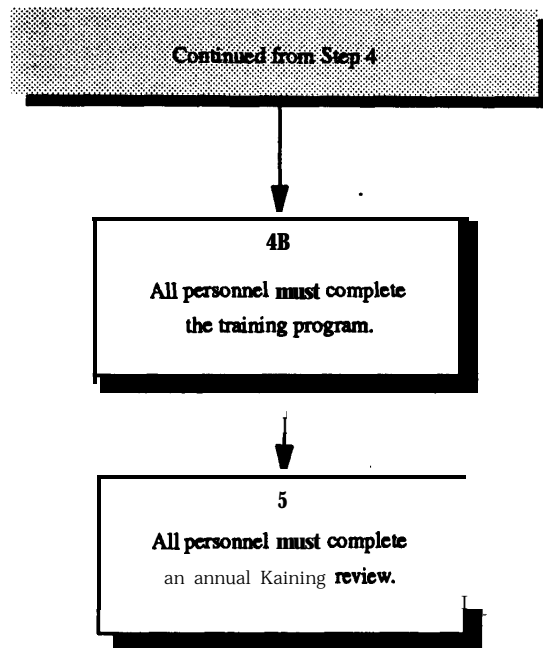 Continued from Step 4
4B
All personnel must complete
the training program.
5
All personnel must complete
an annual Kaining review.